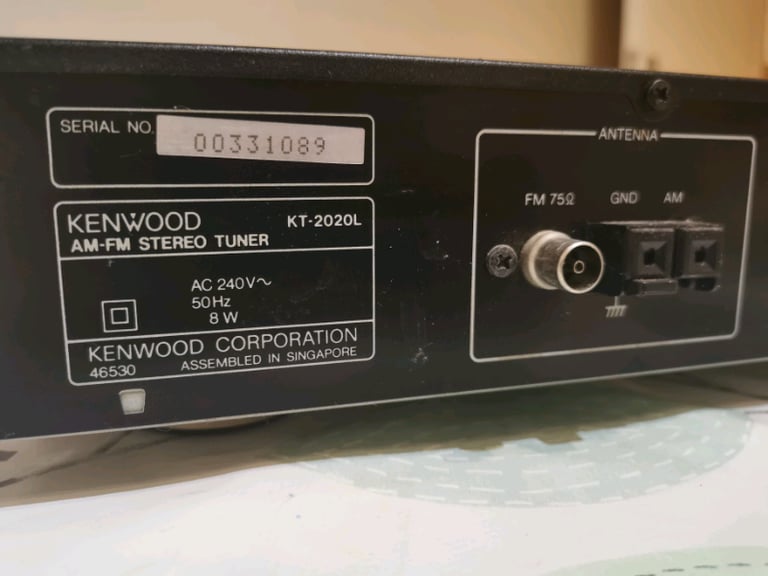 SERIAL NO. 00331089
KENWOOD KT-2020L
AM-FM STEREO TUNER
AC 240V~
50Hz
8W
KENWOOD CORPORATION
46530 ASSEMBLED IN SINGAPORE
ANTENNA
FM 75Ω GND AM